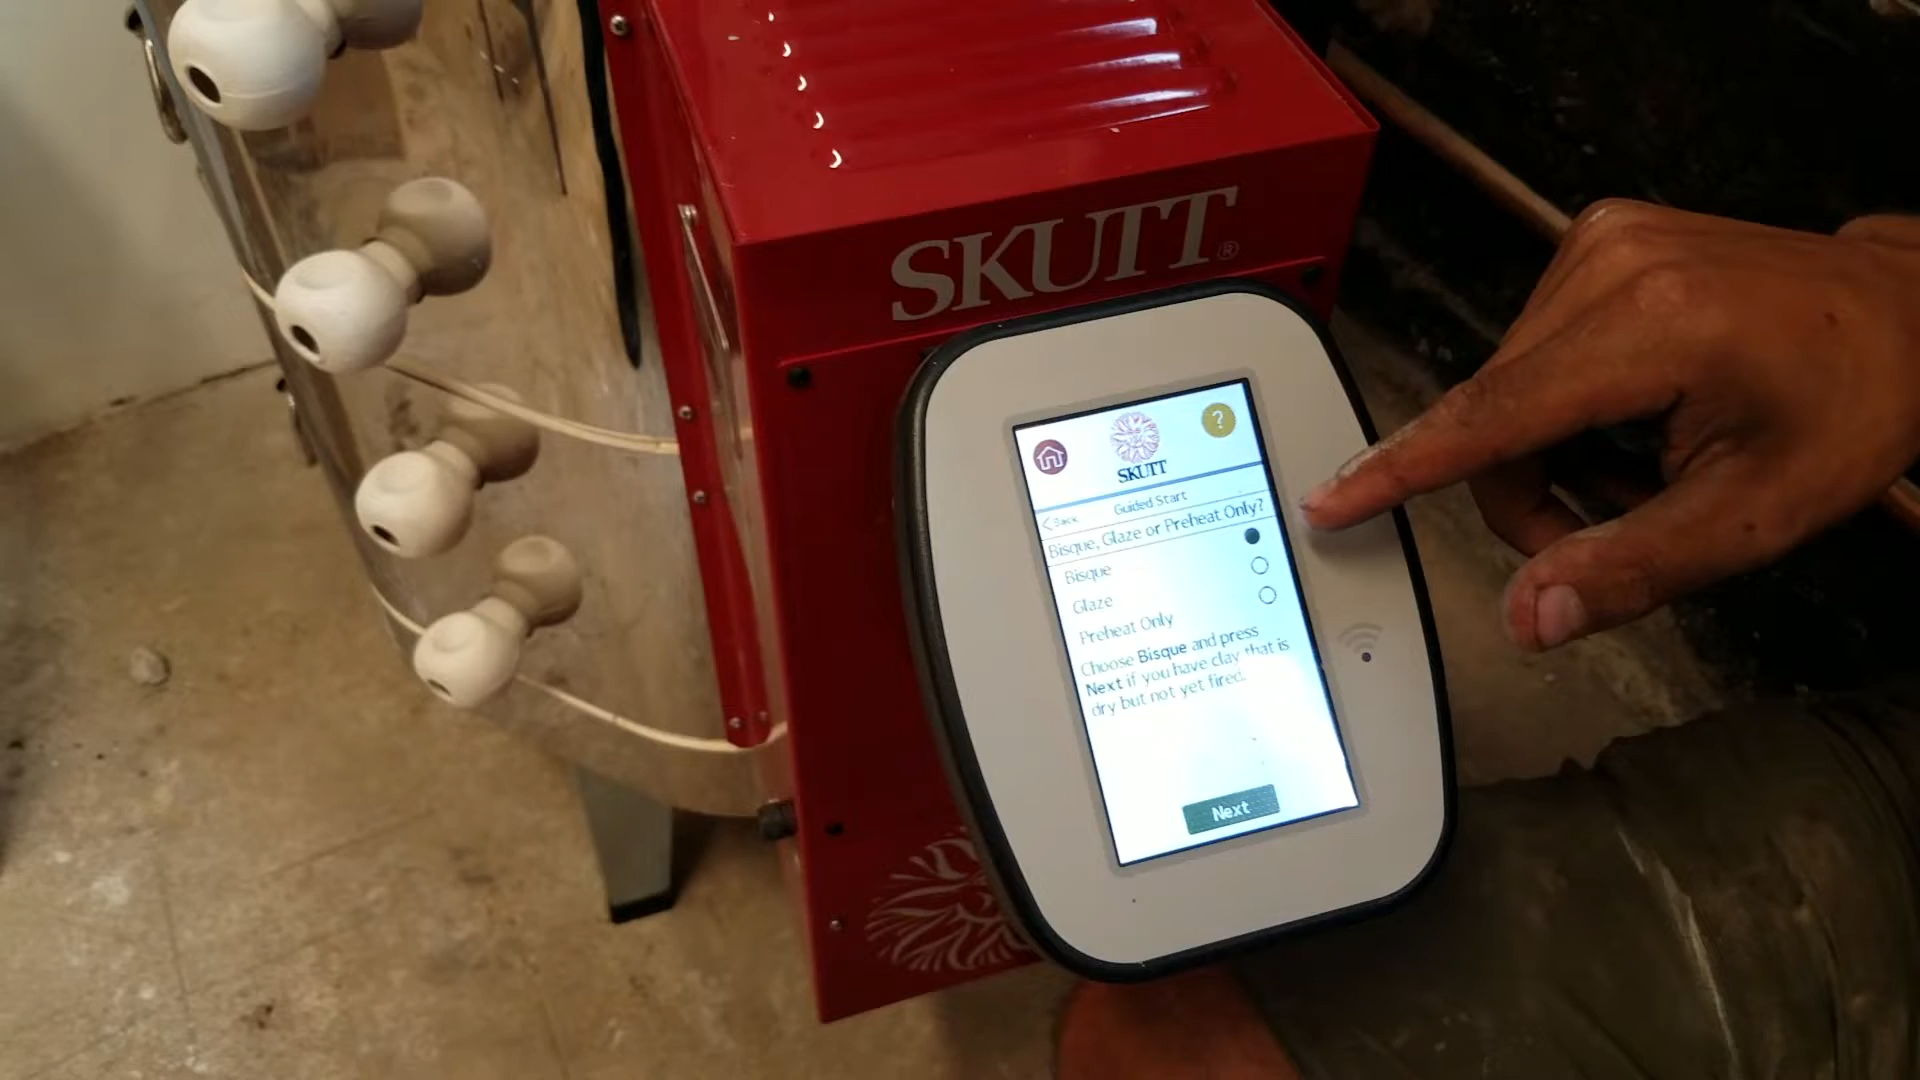 SKUTT®
?
SKUTT
Back Guided Start
Bisque, Glaze or Preheat Only?
Bisque
Glaze
Preheat Only
Choose Bisque and press
Next if you have clay that is
dry but not yet fired.
Next